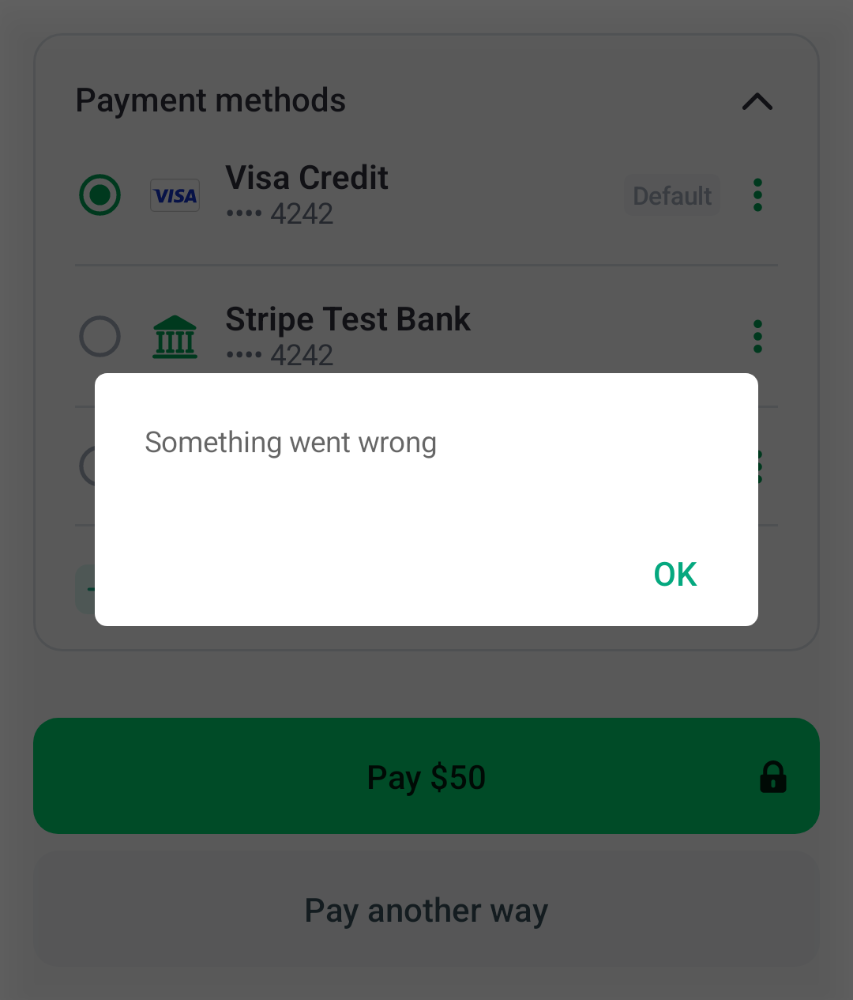 Payment methods
VISA
Visa Credit
•••• 4242
Default
Stripe Test Bank
•••• 4242
Something went wrong
OK
Pay $50
Pay another way